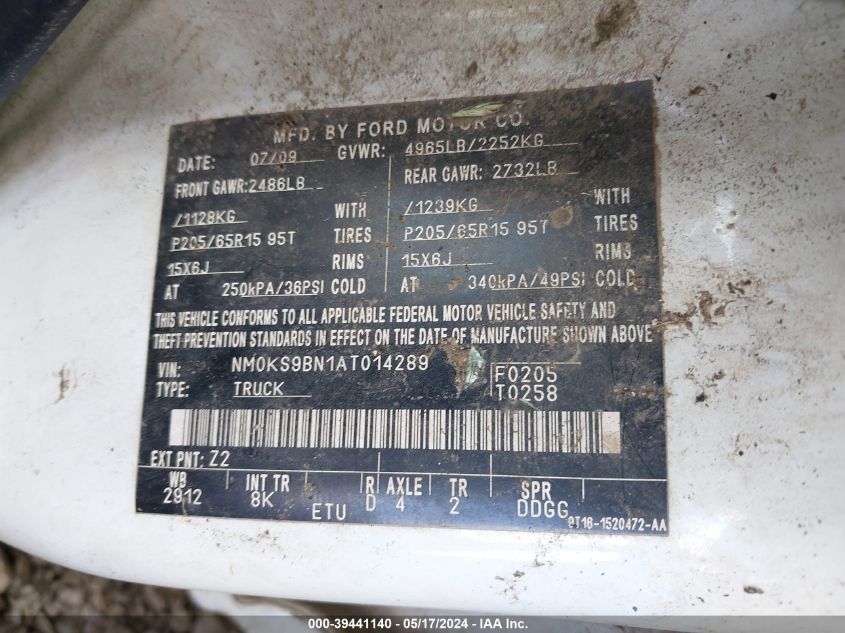 MFD. BY FORD MOTOR CO.
DATE: 07/09 GVWR: 4965LB/2252KG
FRONT GAWR: 2486LB REAR GAWR: 2732LB
/1128KG WITH /1239KG WITH
P205/65R15 95T TIRES P205/65R15 95T TIRES
15X6J RIMS 15X6J RIMS
AT 250kPA/36PSI COLD AT 340kPA/49PSI COLD
THIS VEHICLE CONFORMS TO ALL APPLICABLE FEDERAL MOTOR VEHICLE SAFETY AND
THEFT PREVENTION STANDARDS IN EFFECT ON THE DATE OF MANUFACTURE SHOWN ABOVE
VIN: NM0KS9BN1AT014289 F0205
TYPE: TRUCK T0258
EXT PNT: Z2
WB INT TR R AXLE TR SPR
2912 8K ETU D 4 2 DDGG
9T16-1520472-AA
000-39441140 - 05/17/2024 - IAA Inc.